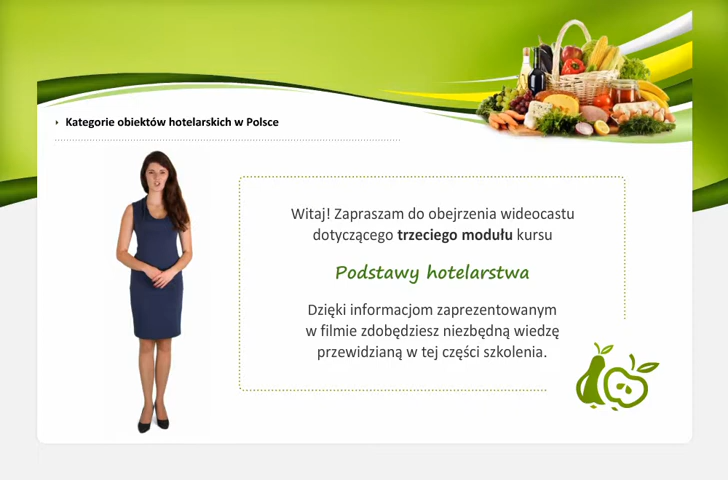 Kategorie obiektów hotelarskich w Polsce
Witaj! Zapraszam do obejrzenia wideocastu
dotyczącego trzeciego modułu kursu
Podstawy hotelarstwa
Dzięki informacjom zaprezentowanym
w filmie zdobędziesz niezbędną wiedzę
przewidzianą w tej części szkolenia.